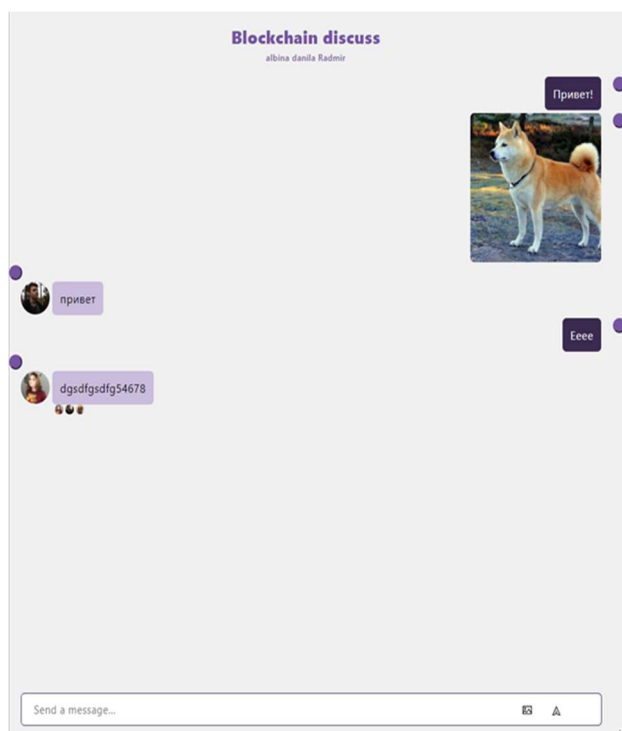 Blockchain discuss
albina danila Radmir
Привет!
привет
Eeee
dgsdfgsdfg54678
Send a message...